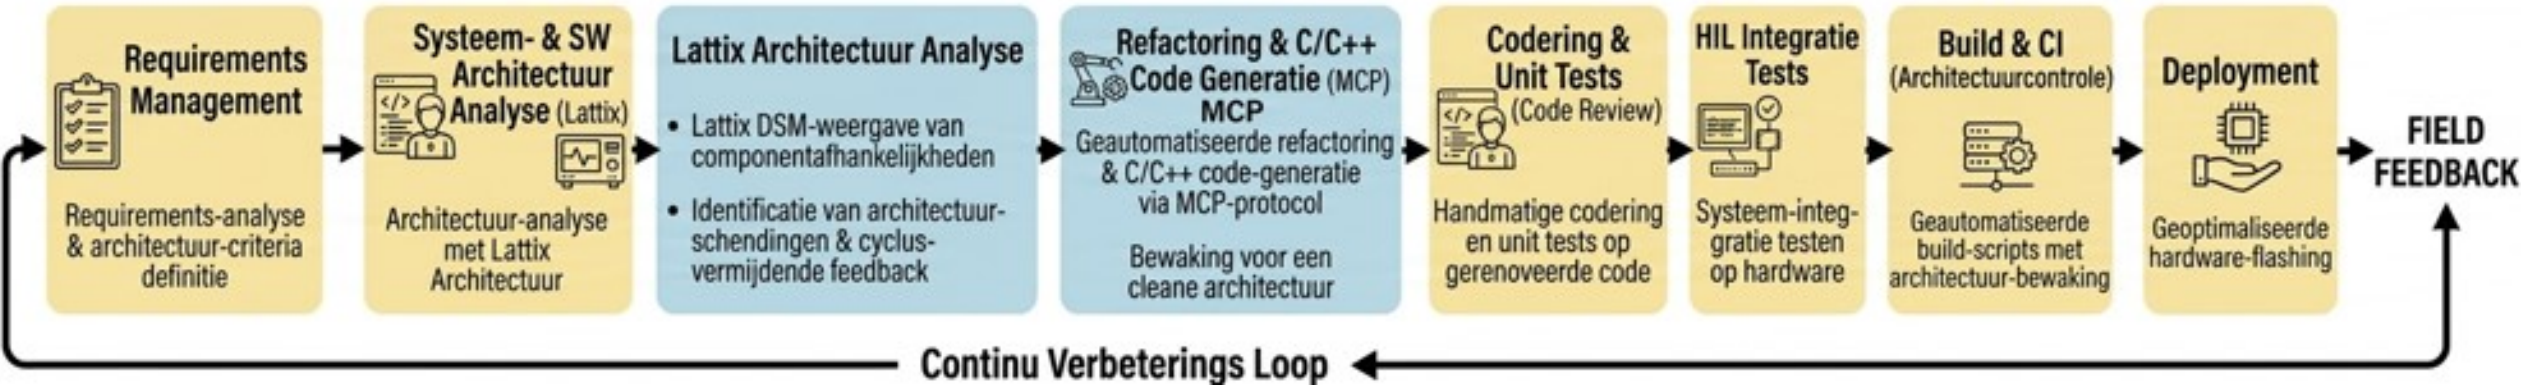 Requirements
Management
Requirements-analyse
& architectuur-criteria
definitie
Systeem- & SW
Architectuur
Analyse (Lattix)
</>
Architectuur-analyse
met Lattix
Architectuur
Lattix Architectuur Analyse
• Lattix DSM-weergave van
componentafhankelijkheden
• Identificatie van architectuur-
schendingen & cyclus-
vermijdende feedback
Refactoring & C/C++
Code Generatie (MCP)
MCP
Geautomatiseerde refactoring
& C/C++ code-generatie
via MCP-protocol
Bewaking voor een
cleane architectuur
Codering &
Unit Tests
(Code Review)
</>
Handmatige codering
en unit tests op
gerenoveerde code
HIL Integratie
Tests
Systeem-integ-
gratie testen
op hardware
Build & CI
(Architectuurcontrole)
Geautomatiseerde
build-scripts met
architectuur-bewaking
Deployment
Geoptimaliseerde
hardware-flashing
FIELD
FEEDBACK
Continu Verbeterings Loop